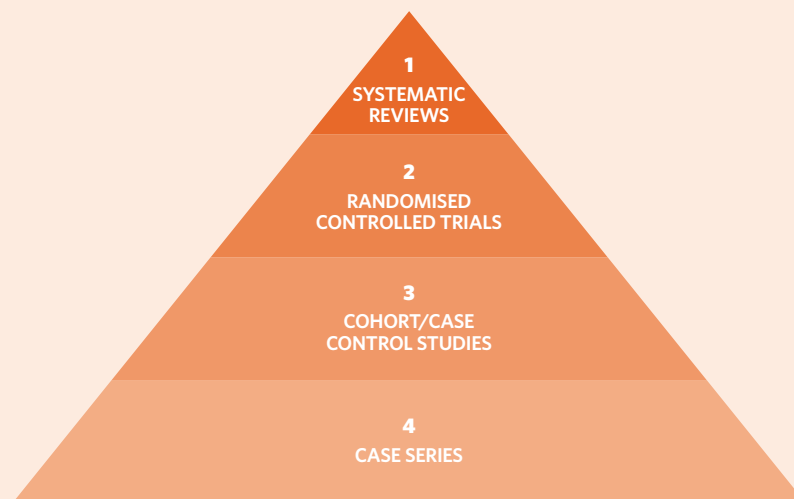 1
SYSTEMATIC
REVIEWS
2
RANDOMISED
CONTROLLED TRIALS
3
COHORT/CASE
CONTROL STUDIES
4
CASE SERIES